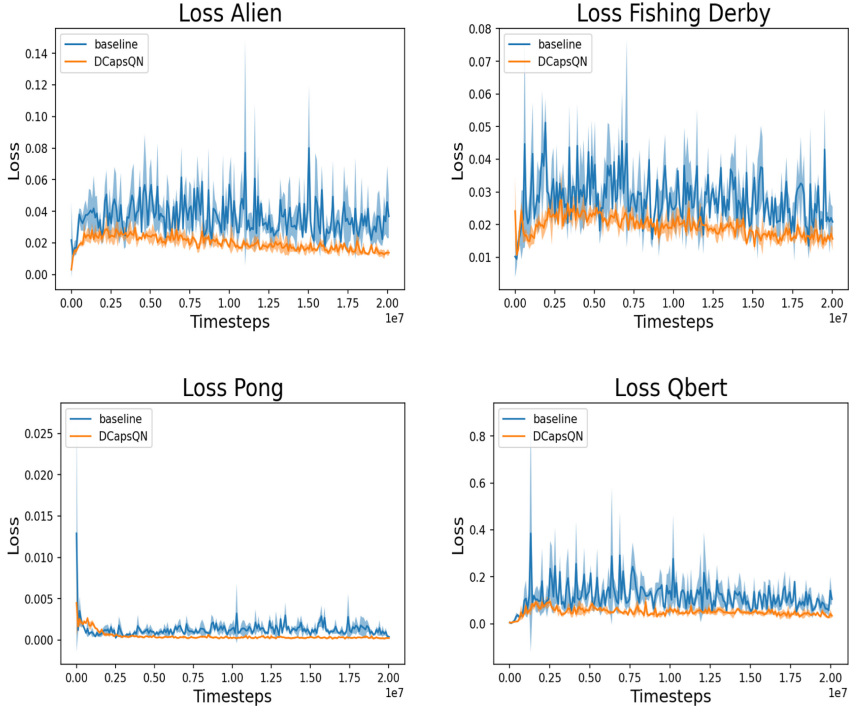 Loss Alien
baseline
DCapsQN
0.14
0.12
0.10
0.08
0.06
0.04
0.02
0.00
Loss
0.00 0.25 0.50 0.75 1.00 1.25 1.50 1.75 2.00
1e7
Timesteps
Loss Fishing Derby
baseline
DCapsQN
0.08
0.07
0.06
0.05
0.04
0.03
0.02
0.01
Loss
0.00 0.25 0.50 0.75 1.00 1.25 1.50 1.75 2.00
1e7
Timesteps
Loss Pong
baseline
DCapsQN
0.025
0.020
0.015
0.010
0.005
0.000
Loss
0.00 0.25 0.50 0.75 1.00 1.25 1.50 1.75 2.00
1e7
Timesteps
Loss Qbert
baseline
DCapsQN
0.8
0.6
0.4
0.2
0.0
Loss
0.00 0.25 0.50 0.75 1.00 1.25 1.50 1.75 2.00
1e7
Timesteps